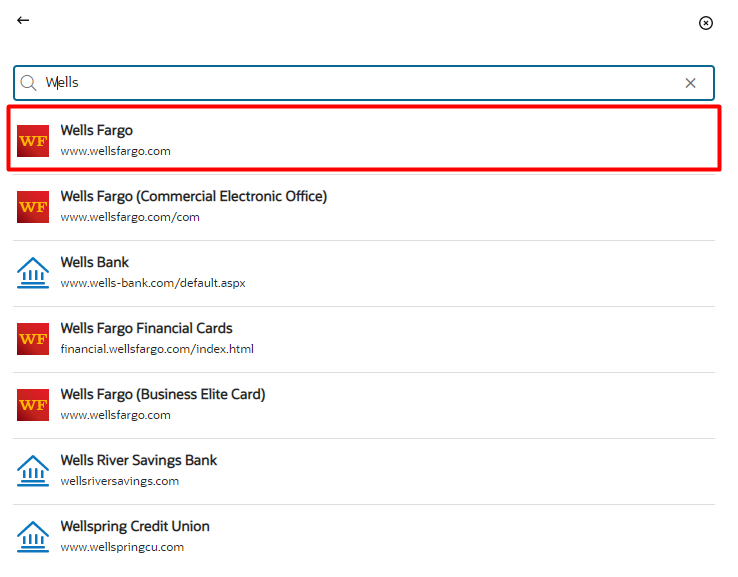 Wells
WF
Wells Fargo
www.wellsfargo.com
WF
Wells Fargo (Commercial Electronic Office)
www.wellsfargo.com/com
Wells Bank
www.wells-bank.com/default.aspx
WF
Wells Fargo Financial Cards
financial.wellsfargo.com/index.html
WF
Wells Fargo (Business Elite Card)
www.wellsfargo.com
Wells River Savings Bank
wellsriversavings.com
Wellspring Credit Union
www.wellspringcu.com